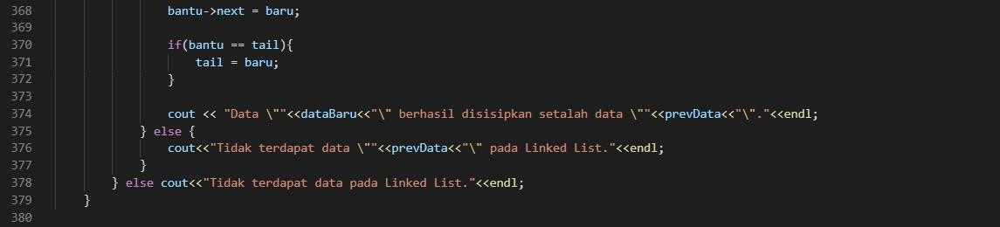 368 bantu->next = baru;
369
370 if(bantu == tail){
371 tail = baru;
372 }
373
374 cout << "Data \""<<dataBaru<<"\" berhasil disisipkan setalah data \""<<prevData<<"\"."<<endl;
375 } else {
376 cout<<"Tidak terdapat data \""<<prevData<<"\" pada Linked List."<<endl;
377 }
378 } else cout<<"Tidak terdapat data pada Linked List."<<endl;
379 }
380